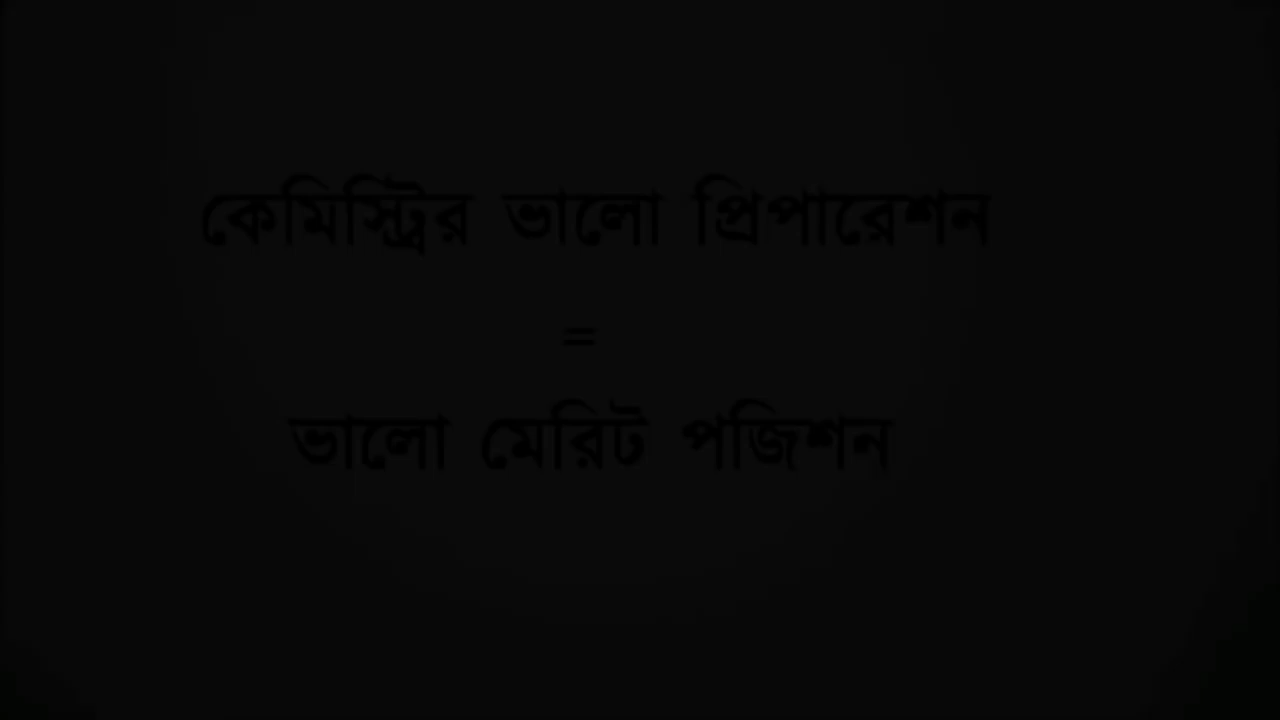 কেমিস্ট্রির ভালো প্রিপারেশন
=
ভালো মেরিট পজিশন